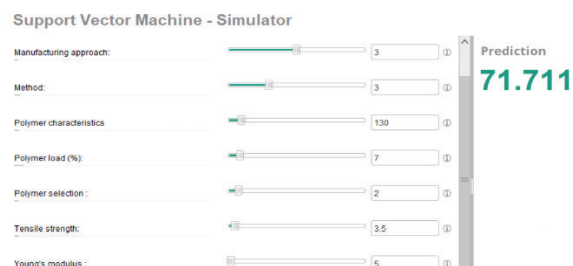 Support Vector Machine - Simulator
Manufacturing approach: 3
Prediction
71.711
Method: 3
Polymer characteristics 130
Polymer load (%): 7
Polymer selection : 2
Tensile strength: 3.5
Young's modulus : 5